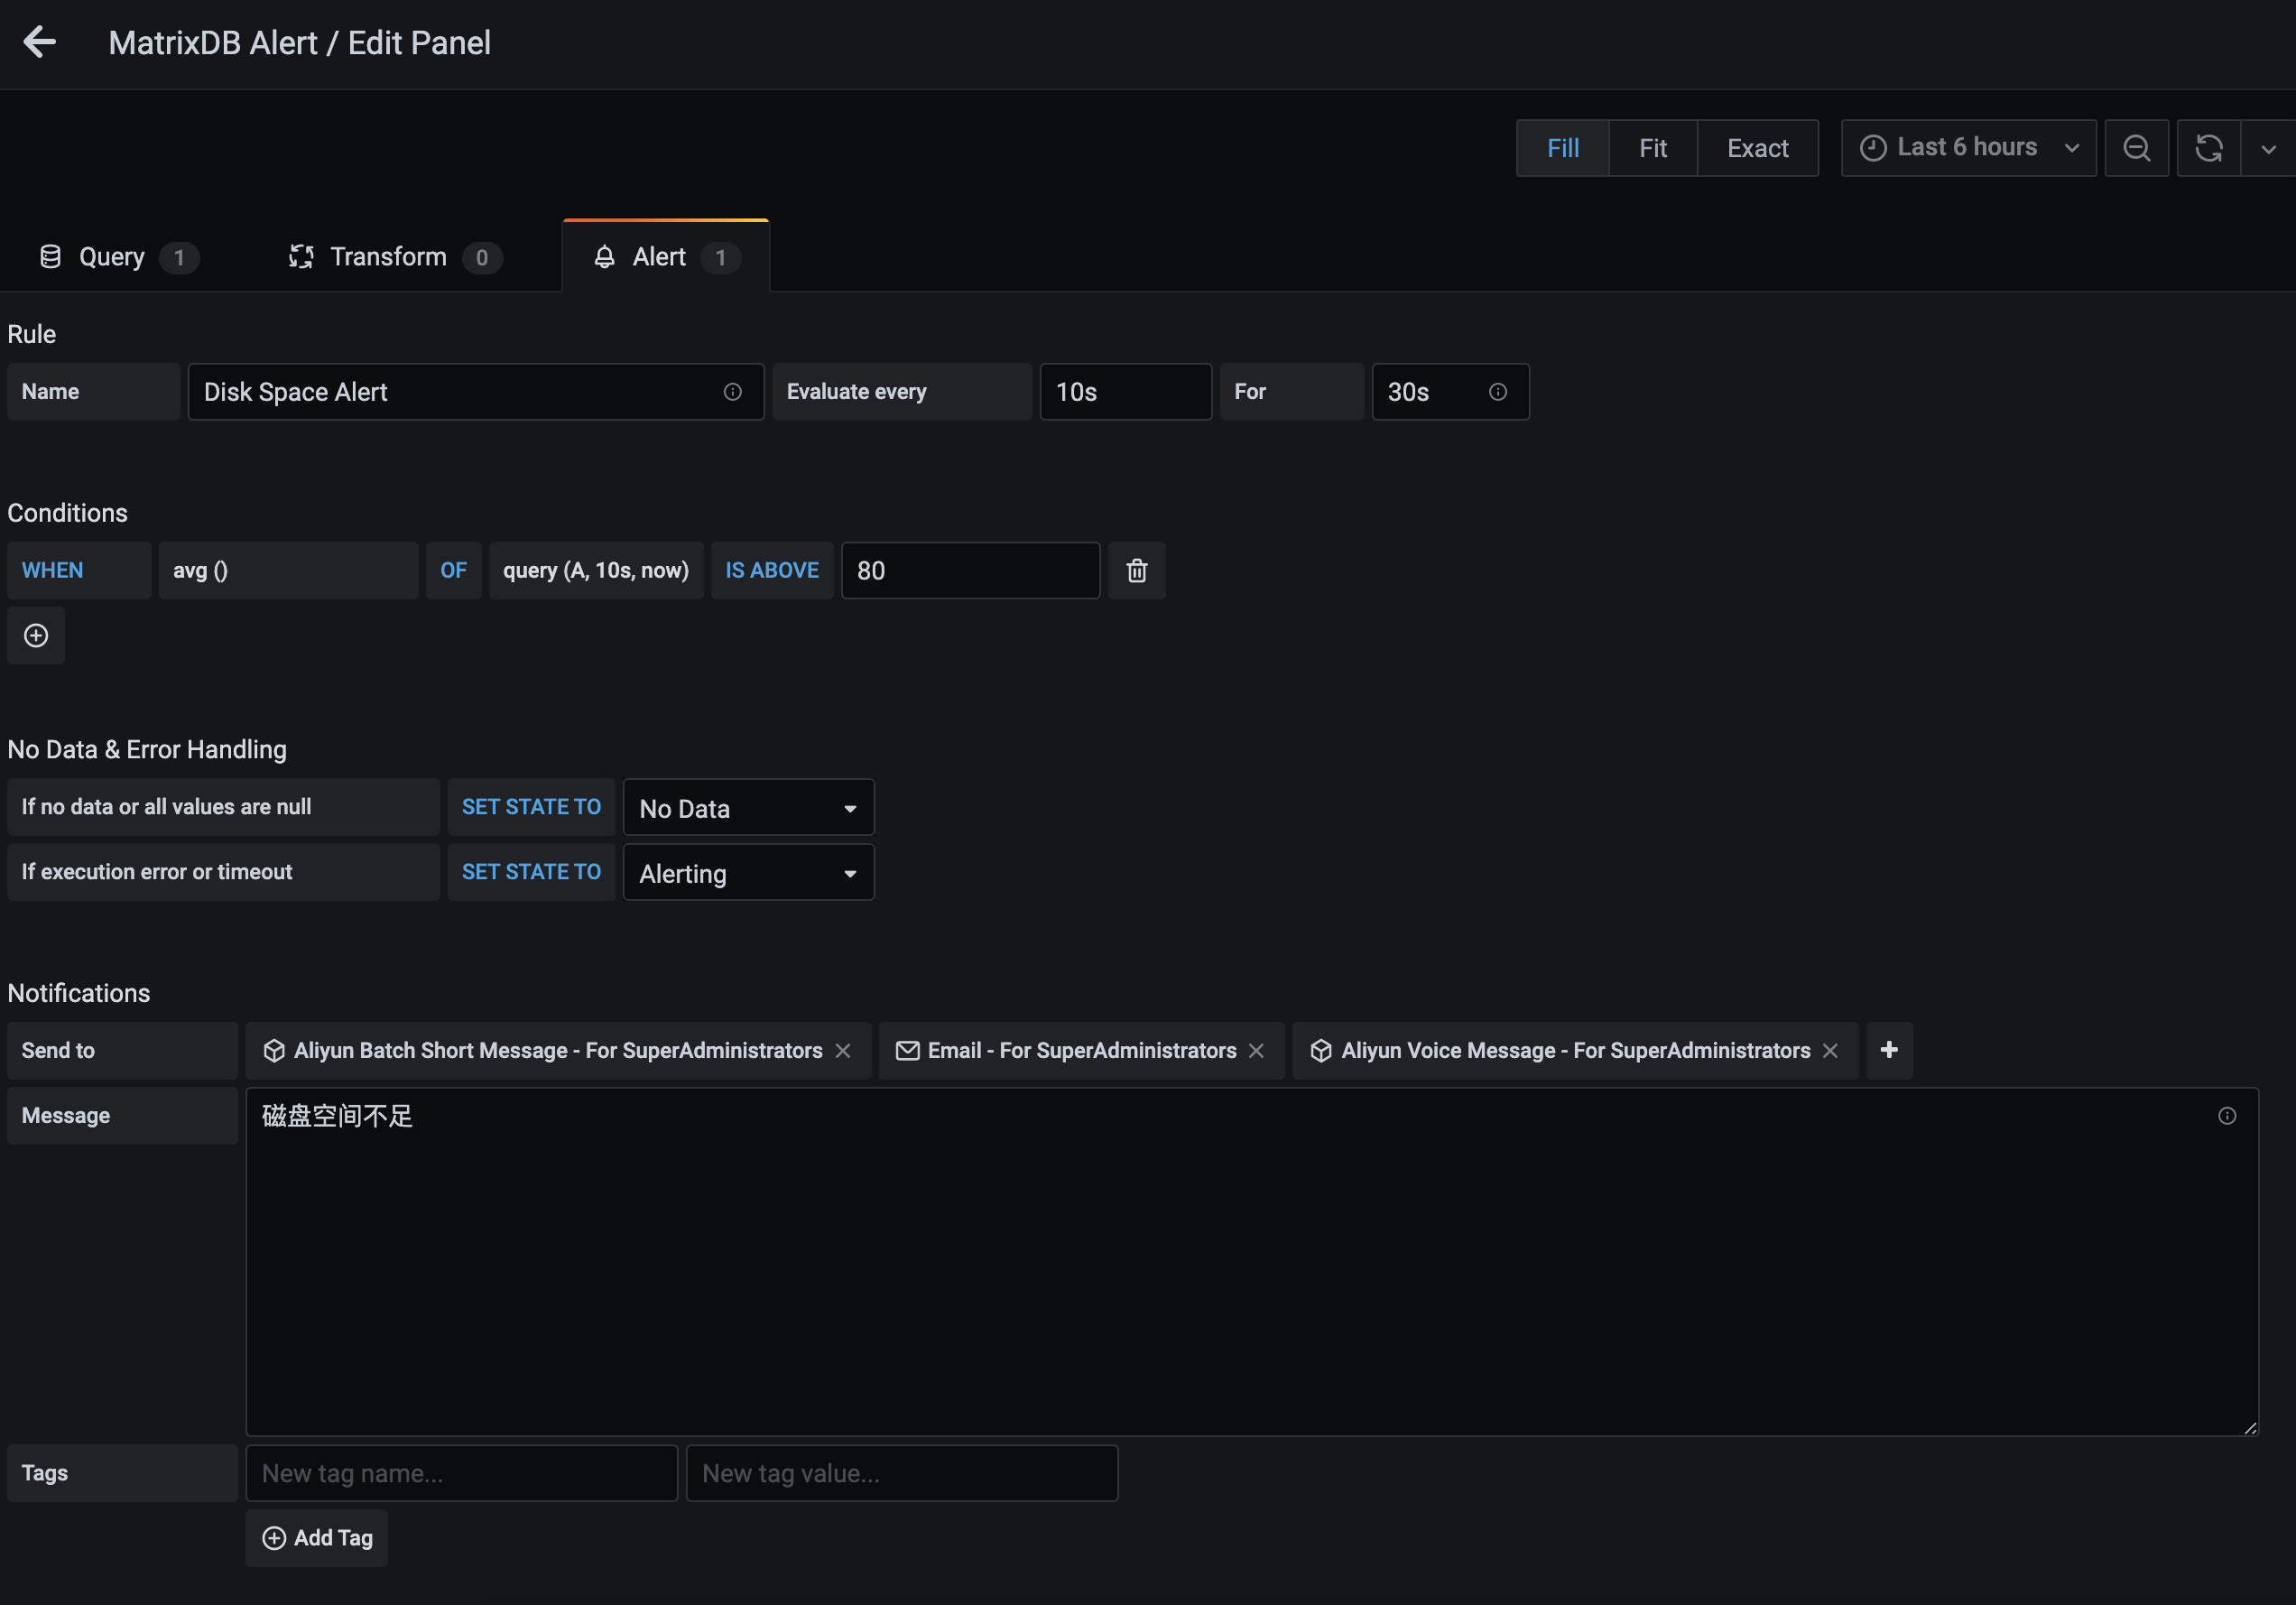 MatrixDB Alert / Edit Panel
Fill Fit Exact Last 6 hours
Query 1 Transform 0 Alert 1
Rule
Name Disk Space Alert Evaluate every 10s For 30s
Conditions
WHEN avg () OF query (A, 10s, now) IS ABOVE 80
No Data & Error Handling
If no data or all values are null SET STATE TO No Data
If execution error or timeout SET STATE TO Alerting
Notifications
Send to Aliyun Batch Short Message - For SuperAdministrators Email - For SuperAdministrators Aliyun Voice Message - For SuperAdministrators
Message 磁盘空间不足
Tags New tag name... New tag value...
Add Tag